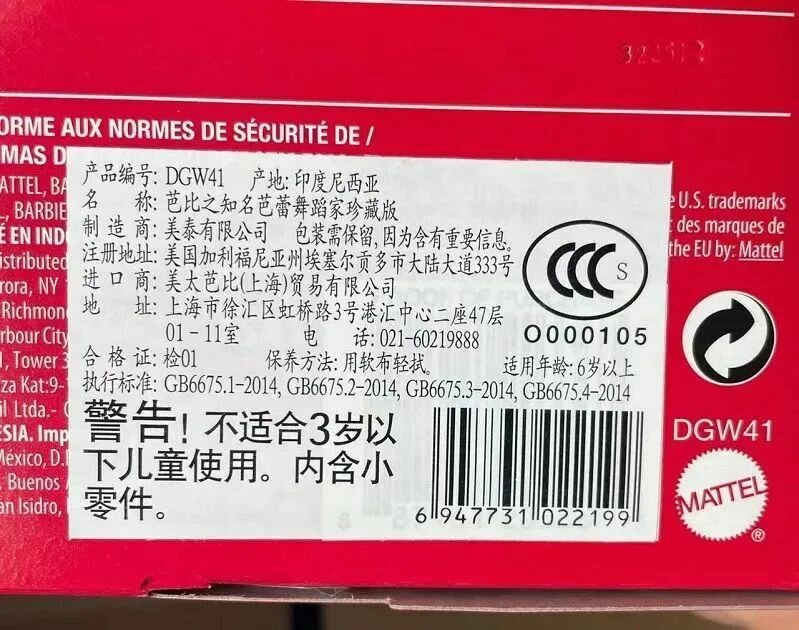 ORME AUX NORMES DE SÉCURITÉ DE /
MAS D
ATTEL, BA
, BARBIE
É EN INDO
istributed
rora, NY
Richmon
rbour City
, Tower 3
za Kat:9-
il Ltda.-
ESIA. Imp
México, D.
, Buenos
an Isidro,
产品编号: DGW41 产地: 印度尼西亚
名 称: 芭比之知名芭蕾舞蹈家珍藏版
制 造 商: 美泰有限公司 包装需保留,因为含有重要信息。
注册地址: 美国加利福尼亚州埃塞尔贡多市大陆大道333号
进 口 商: 美太芭比(上海)贸易有限公司
地 址: 上海市徐汇区虹桥路3号港汇中心二座47层
01-11室 电 话: 021-60219888
合 格 证: 检01 保养方法: 用软布轻拭。 适用年龄: 6岁以上
执行标准: GB6675.1-2014, GB6675.2-2014, GB6675.3-2014, GB6675.4-2014
警告! 不适合3岁以
下儿童使用。内含小
零件。
CCC S
O000105
6 947731 022199
e U.S. trademarks
des marques de
the EU by: Mattel
DGW41
MATTEL
®